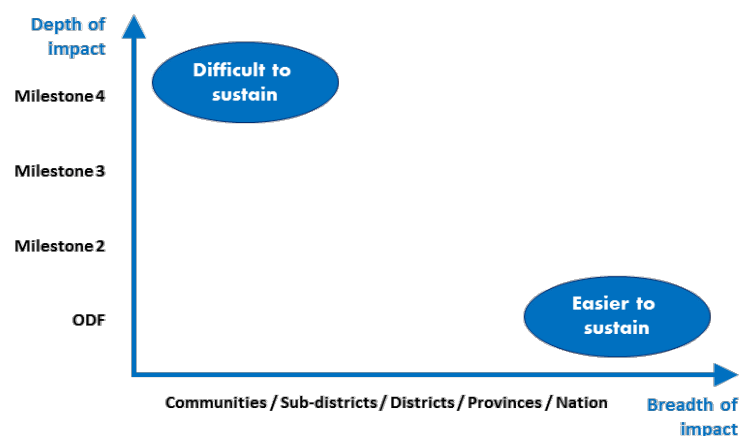 Depth of
impact
Difficult to
sustain
Milestone 4
Milestone 3
Milestone 2
Easier to
sustain
ODF
Communities / Sub-districts / Districts / Provinces / Nation
Breadth of
impact